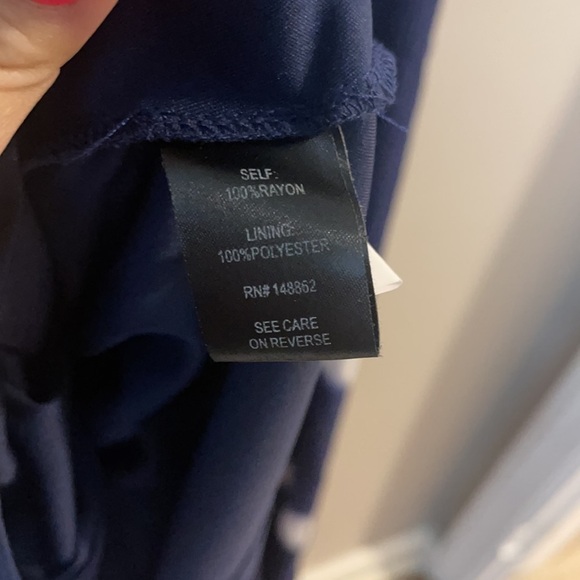 SELF:
100%RAYON
LINING:
100%POLYESTER
RN# 148862
SEE CARE
ON REVERSE